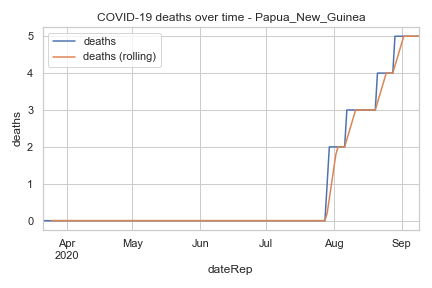 COVID-19 deaths over time - Papua_New_Guinea
deaths
deaths (rolling)
deaths
5
4
3
2
1
0
Apr May Jun Jul Aug Sep
2020
dateRep